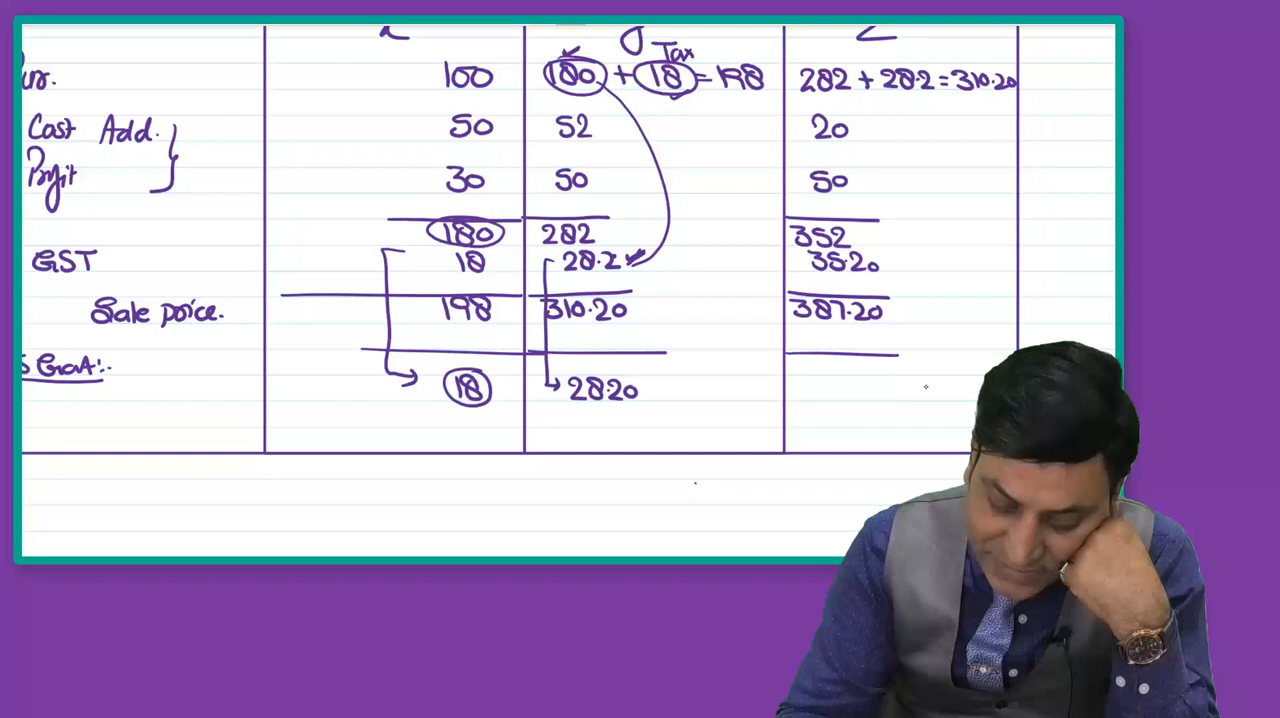 Tax
Pur. 100 180 + 18 = 198 282 + 28.2 = 310.20
Cost Add. 50 52 20
Profit 30 50 50
180 282 352
GST 18 28.2 35.20
Sale price. 198 310.20 387.20
Govt:.
18 28.20